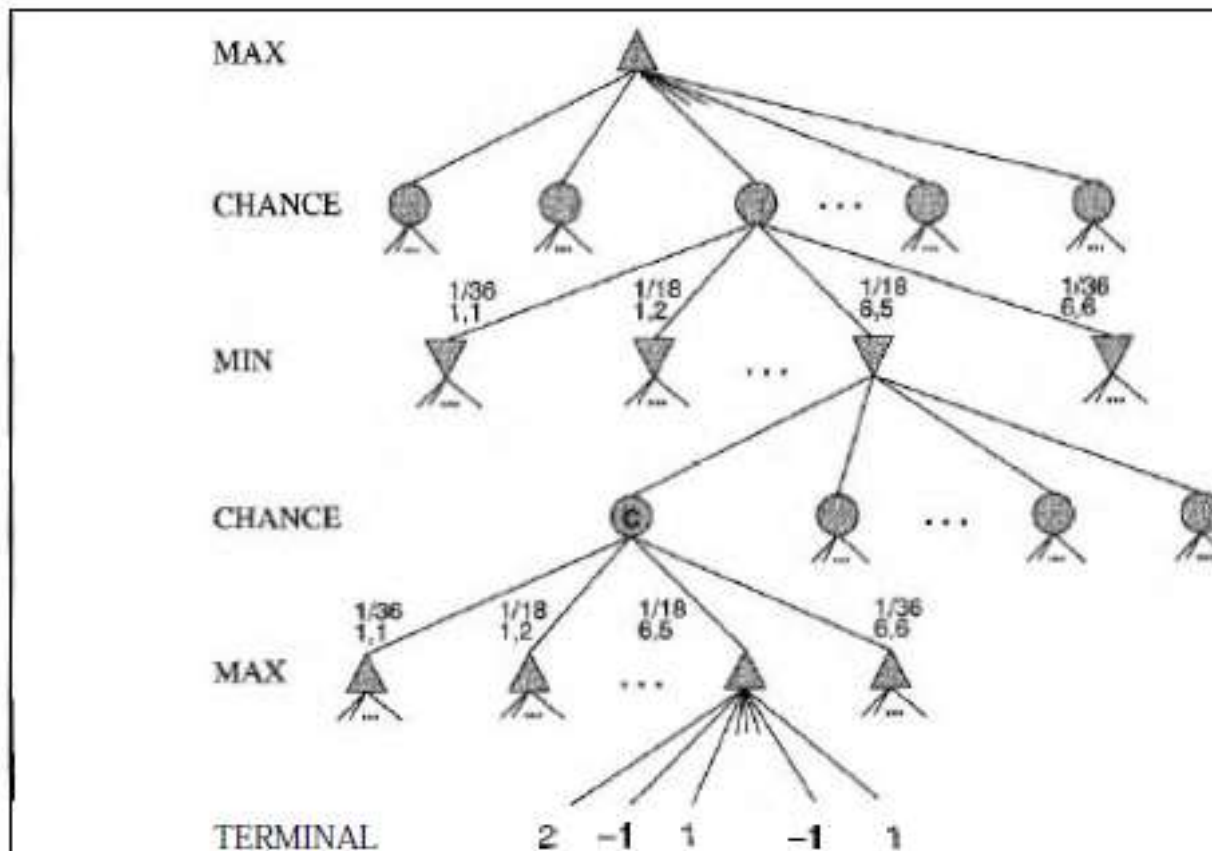 MAX
CHANCE
...
1/36 1/18 1/18 1/36
1,1 1,2 6,5 6,6
MIN
...
CHANCE
C
...
1/36 1/18 1/18 1/36
1,1 1,2 6,5 6,6
MAX
...
TERMINAL 2 -1 1 -1 1